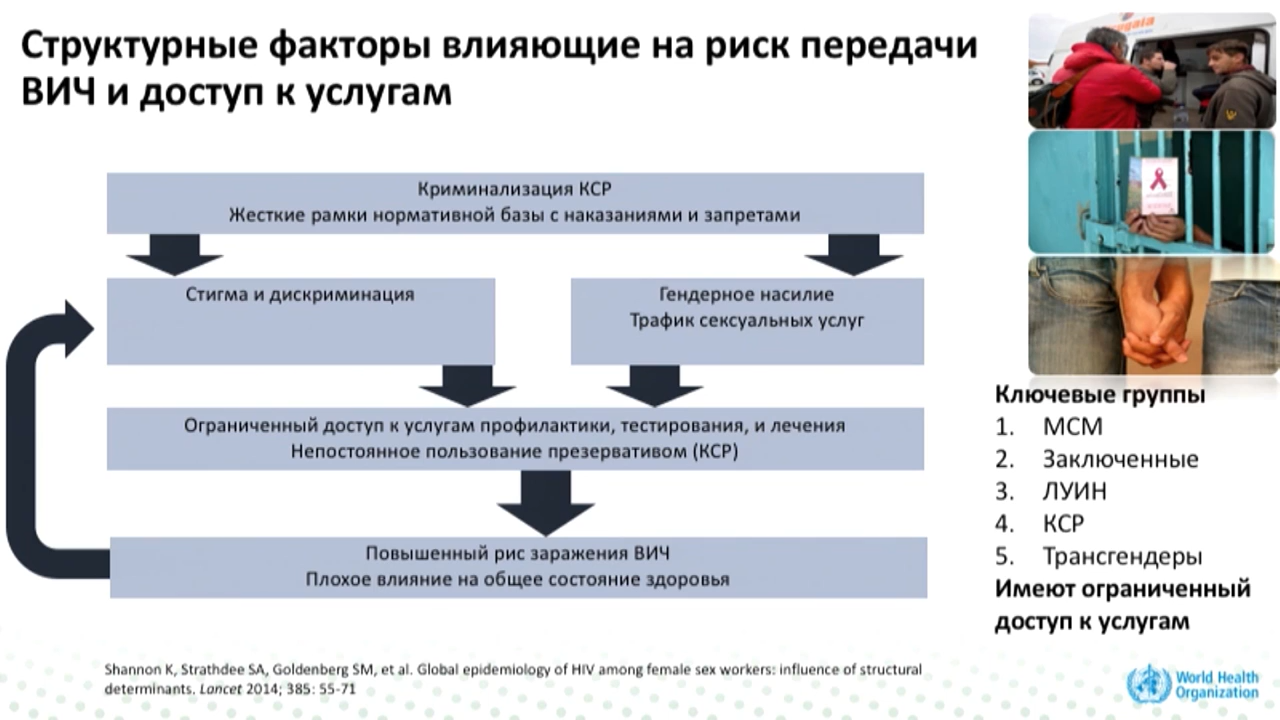 Структурные факторы влияющие на риск передачи
ВИЧ и доступ к услугам
Криминализация КСР
Жесткие рамки нормативной базы с наказаниями и запретами
Стигма и дискриминация
Гендерное насилие
Трафик сексуальных услуг
Ограниченный доступ к услугам профилактики, тестирования, и лечения
Непостоянное пользование презервативом (КСР)
Повышенный рис заражения ВИЧ
Плохое влияние на общее состояние здоровья
Ключевые группы
1. МСМ
2. Заключенные
3. ЛУИН
4. КСР
5. Трансгендеры
Имеют ограниченный
доступ к услугам
Shannon K, Strathdee SA, Goldenberg SM, et al. Global epidemiology of HIV among female sex workers: influence of structural
determinants. Lancet 2014; 385: 55-71
World Health
Organization